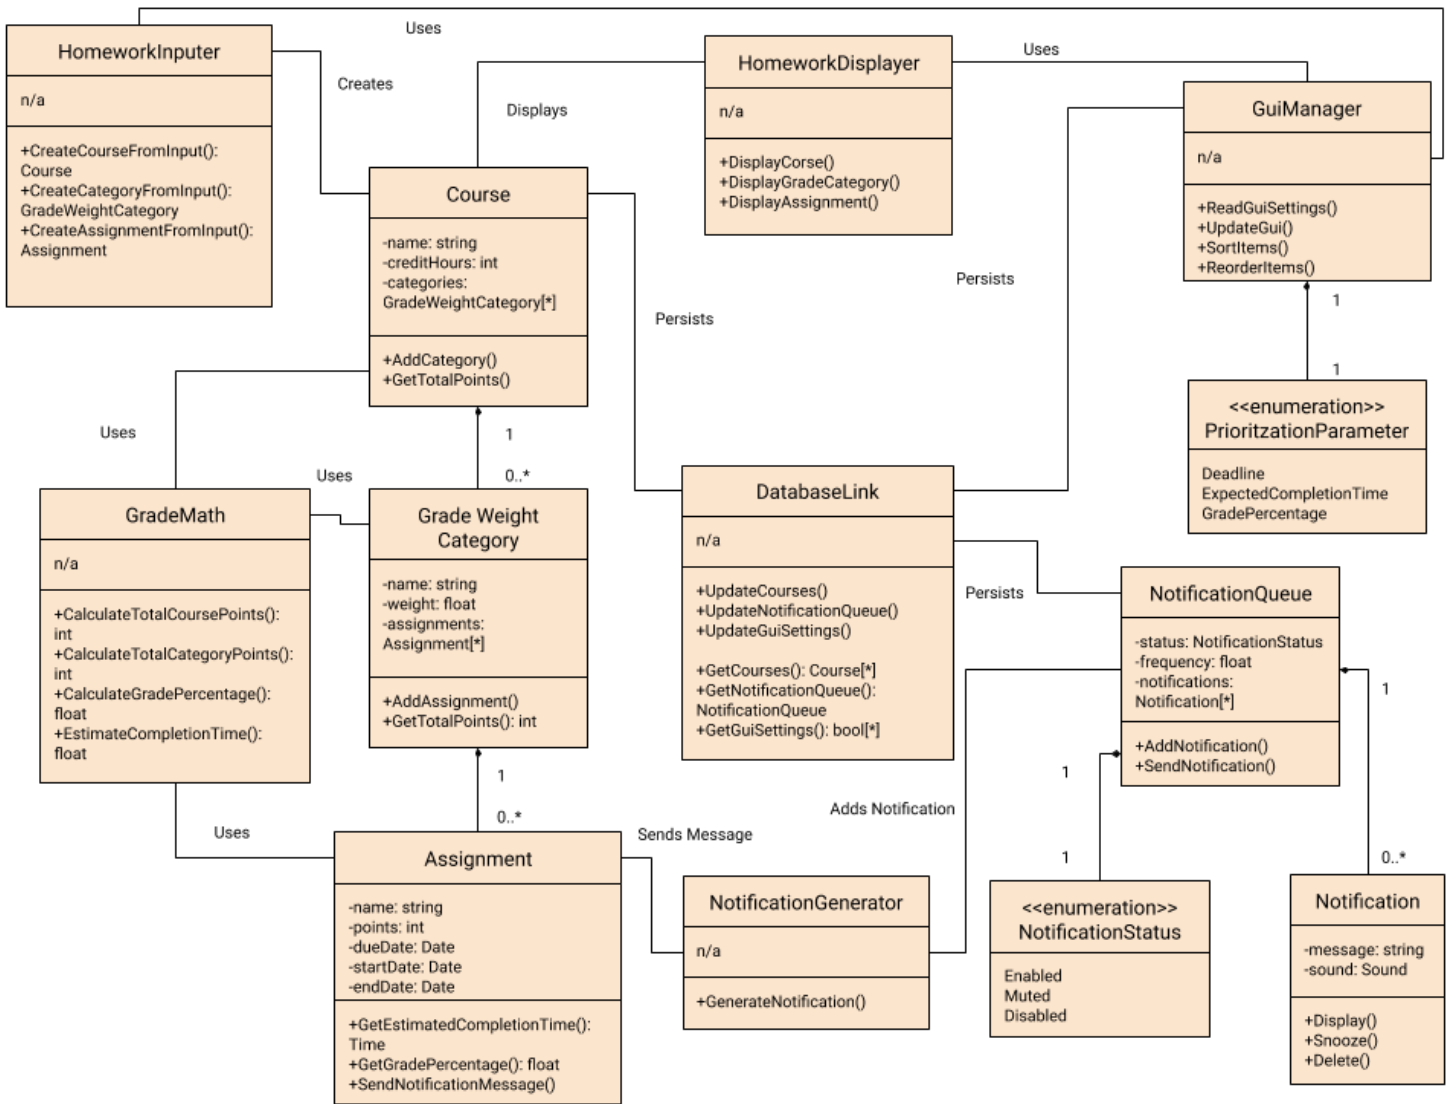 Uses
HomeworkInputer
n/a
+CreateCourseFromInput():
Course
+CreateCategoryFromInput():
GradeWeightCategory
+CreateAssignmentFromInput():
Assignment
Creates
Displays
HomeworkDisplayer
n/a
+DisplayCorse()
+DisplayGradeCategory()
+DisplayAssignment()
Uses
GuiManager
n/a
+ReadGuiSettings()
+UpdateGui()
+SortItems()
+ReorderItems()
Course
-name: string
-creditHours: int
-categories:
GradeWeightCategory[*]
+AddCategory()
+GetTotalPoints()
Persists
Persists
1
1
<<enumeration>>
PrioritzationParameter
Deadline
ExpectedCompletionTime
GradePercentage
Uses
1
0..*
Uses
GradeMath
n/a
+CalculateTotalCoursePoints():
int
+CalculateTotalCategoryPoints():
int
+CalculateGradePercentage():
float
+EstimateCompletionTime():
float
Grade Weight
Category
-name: string
-weight: float
-assignments:
Assignment[*]
+AddAssignment()
+GetTotalPoints(): int
DatabaseLink
n/a
+UpdateCourses()
+UpdateNotificationQueue()
+UpdateGuiSettings()
+GetCourses(): Course[*]
+GetNotificationQueue():
NotificationQueue
+GetGuiSettings(): bool[*]
Persists
NotificationQueue
-status: NotificationStatus
-frequency: float
-notifications:
Notification[*]
+AddNotification()
+SendNotification()
1
1
1
0..*
Uses
1
0..*
Sends Message
Adds Notification
Assignment
-name: string
-points: int
-dueDate: Date
-startDate: Date
-endDate: Date
+GetEstimatedCompletionTime():
Time
+GetGradePercentage(): float
+SendNotificationMessage()
NotificationGenerator
n/a
+GenerateNotification()
<<enumeration>>
NotificationStatus
Enabled
Muted
Disabled
Notification
-message: string
-sound: Sound
+Display()
+Snooze()
+Delete()